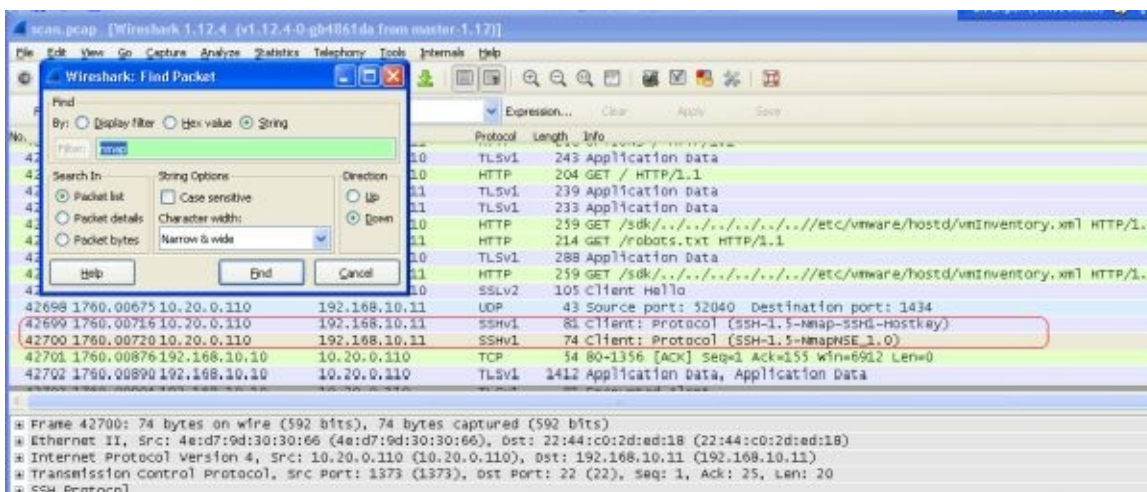 scan.pcap [Wireshark 1.12.4 (v1.12.4-0-gb4861da from master-1.12)]
File Edit View Go Capture Analyze Statistics Telephony Tools Internals Help
Wireshark: Find Packet
Find
By: Display filter Hex value String
Filter: nmap
Search In
Packet list
Packet details
Packet bytes
String Options
Case sensitive
Character width:
Narrow & wide
Direction
Up
Down
Help Find Cancel
Expression... Clear Apply Save
No. Protocol Length Info
TLSv1 243 Application Data
HTTP 204 GET / HTTP/1.1
TLSv1 239 Application Data
TLSv1 233 Application Data
HTTP 259 GET /sdk/../../../../../..//etc/vmware/hostd/vmInventory.xml HTTP/1.
HTTP 214 GET /robots.txt HTTP/1.1
TLSv1 288 Application Data
HTTP 259 GET /sdk/../../../../../..//etc/vmware/hostd/vmInventory.xml HTTP/1.
SSLv2 105 Client Hello
42698 1760.00675 10.20.0.110 192.168.10.11 UDP 43 Source port: 52040 Destination port: 1434
42699 1760.00716 10.20.0.110 192.168.10.11 SSHv1 81 Client: Protocol (SSH-1.5-Nmap-SSH1-Hostkey)
42700 1760.00720 10.20.0.110 192.168.10.11 SSHv1 74 Client: Protocol (SSH-1.5-NmapNSE_1.0)
42701 1760.00876 192.168.10.10 10.20.0.110 TCP 54 80→1356 [ACK] Seq=1 Ack=155 Win=6912 Len=0
42702 1760.00890 192.168.10.10 10.20.0.110 TLSv1 1412 Application Data, Application Data
Frame 42700: 74 bytes on wire (592 bits), 74 bytes captured (592 bits)
Ethernet II, Src: 4e:d7:9d:30:30:66 (4e:d7:9d:30:30:66), Dst: 22:44:c0:2d:ed:18 (22:44:c0:2d:ed:18)
Internet Protocol Version 4, Src: 10.20.0.110 (10.20.0.110), Dst: 192.168.10.11 (192.168.10.11)
Transmission Control Protocol, Src Port: 1373 (1373), Dst Port: 22 (22), Seq: 1, Ack: 25, Len: 20
SSH Protocol